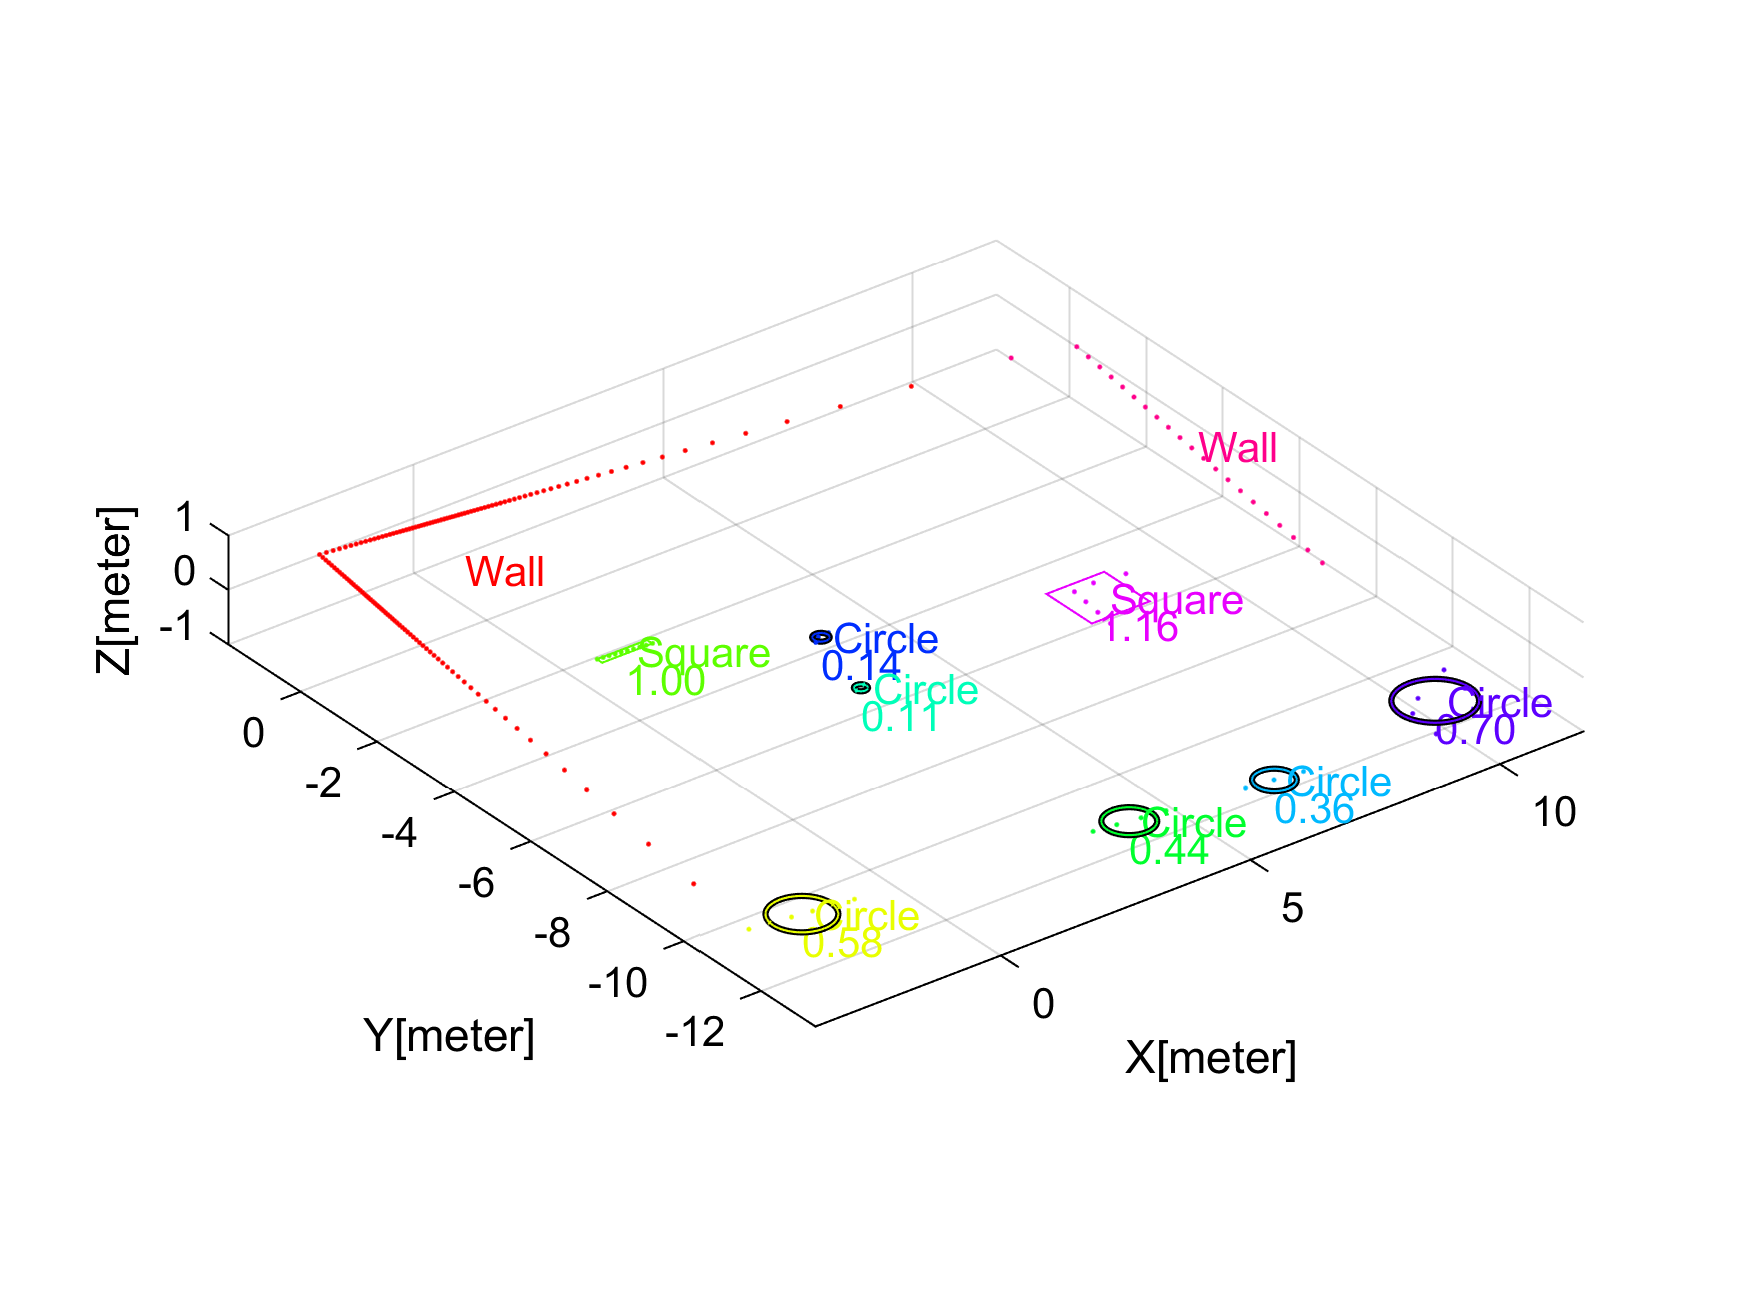 Wall
Wall
1
0
-1
Z[meter]
Square
1.00
Circle
0.14
Circle
0.11
Square
1.16
Circle
0.70
Circle
0.36
Circle
0.44
Circle
0.58
0
-2
-4
-6
-8
-10
-12
Y[meter]
0
5
10
X[meter]